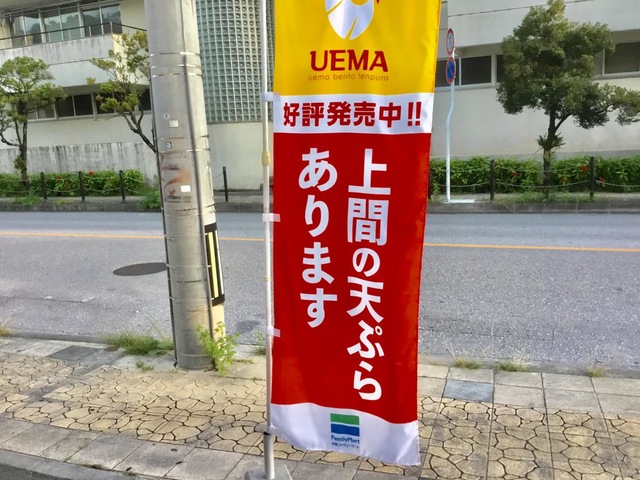 UEMA
uema bento tenpura
好評発売中!!
上間の天ぷら
あります
FamilyMart